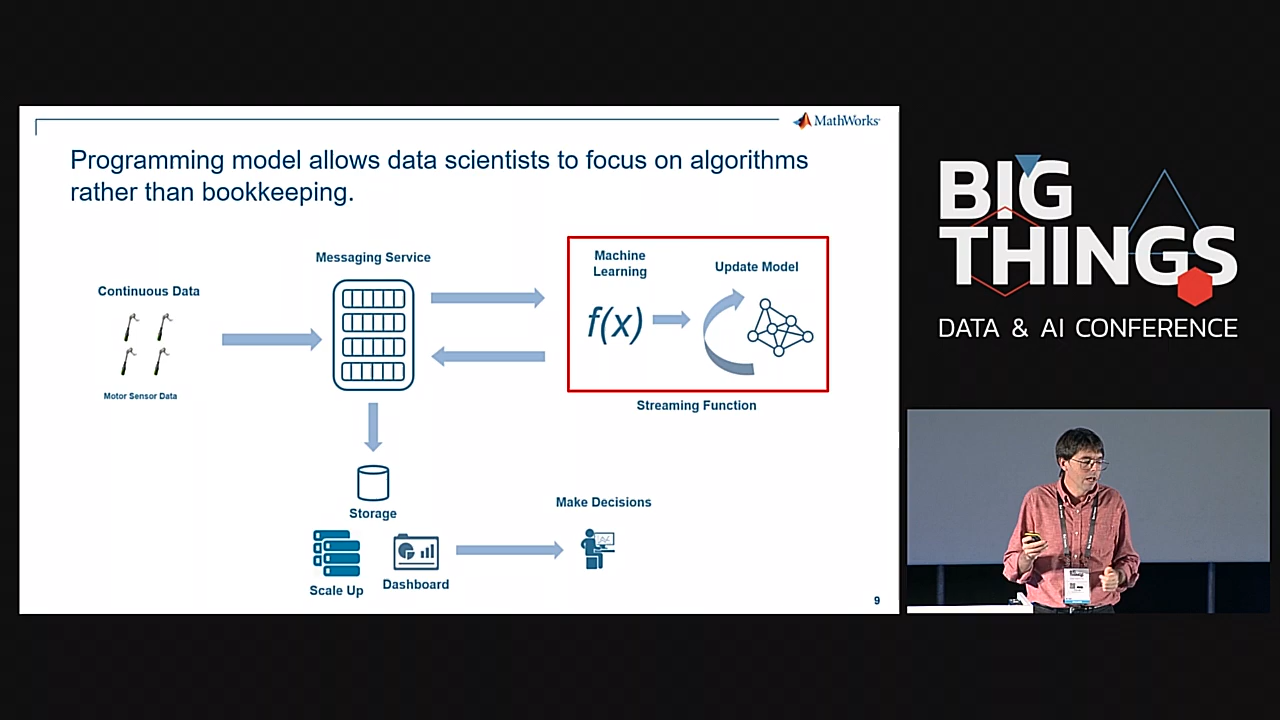 MathWorks
Programming model allows data scientists to focus on algorithms
rather than bookkeeping.
Messaging Service
Continuous Data
Motor Sensor Data
Machine
Learning
Update Model
f(x)
Streaming Function
Storage
Scale Up
Dashboard
Make Decisions
9
BIG
THINGS
DATA & AI CONFERENCE